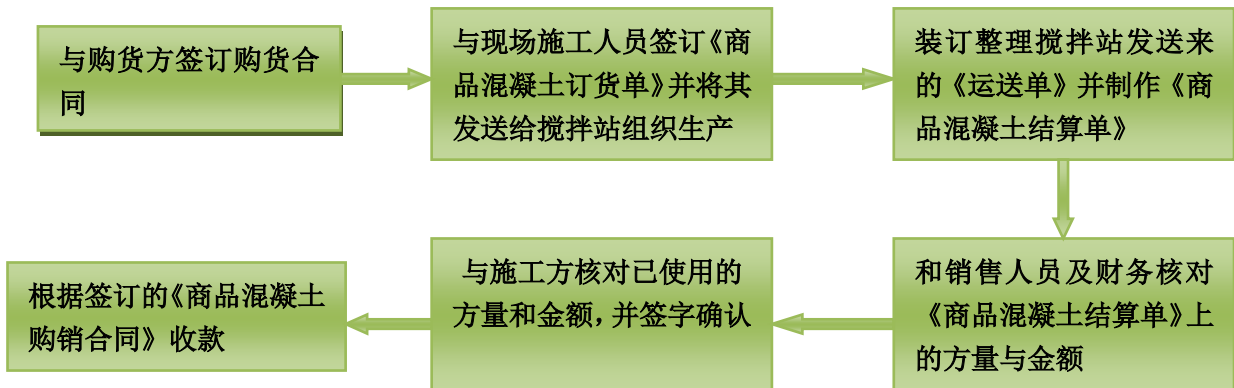 与购货方签订购货合
同
与现场施工人员签订《商
品混凝土订货单》并将其
发送给搅拌站组织生产
装订整理搅拌站发送来
的《运送单》并制作《商
品混凝土结算单》
和销售人员及财务核对
《商品混凝土结算单》上
的方量与金额
与施工方核对已使用的
方量和金额，并签字确认
根据签订的《商品混凝土
购销合同》收款